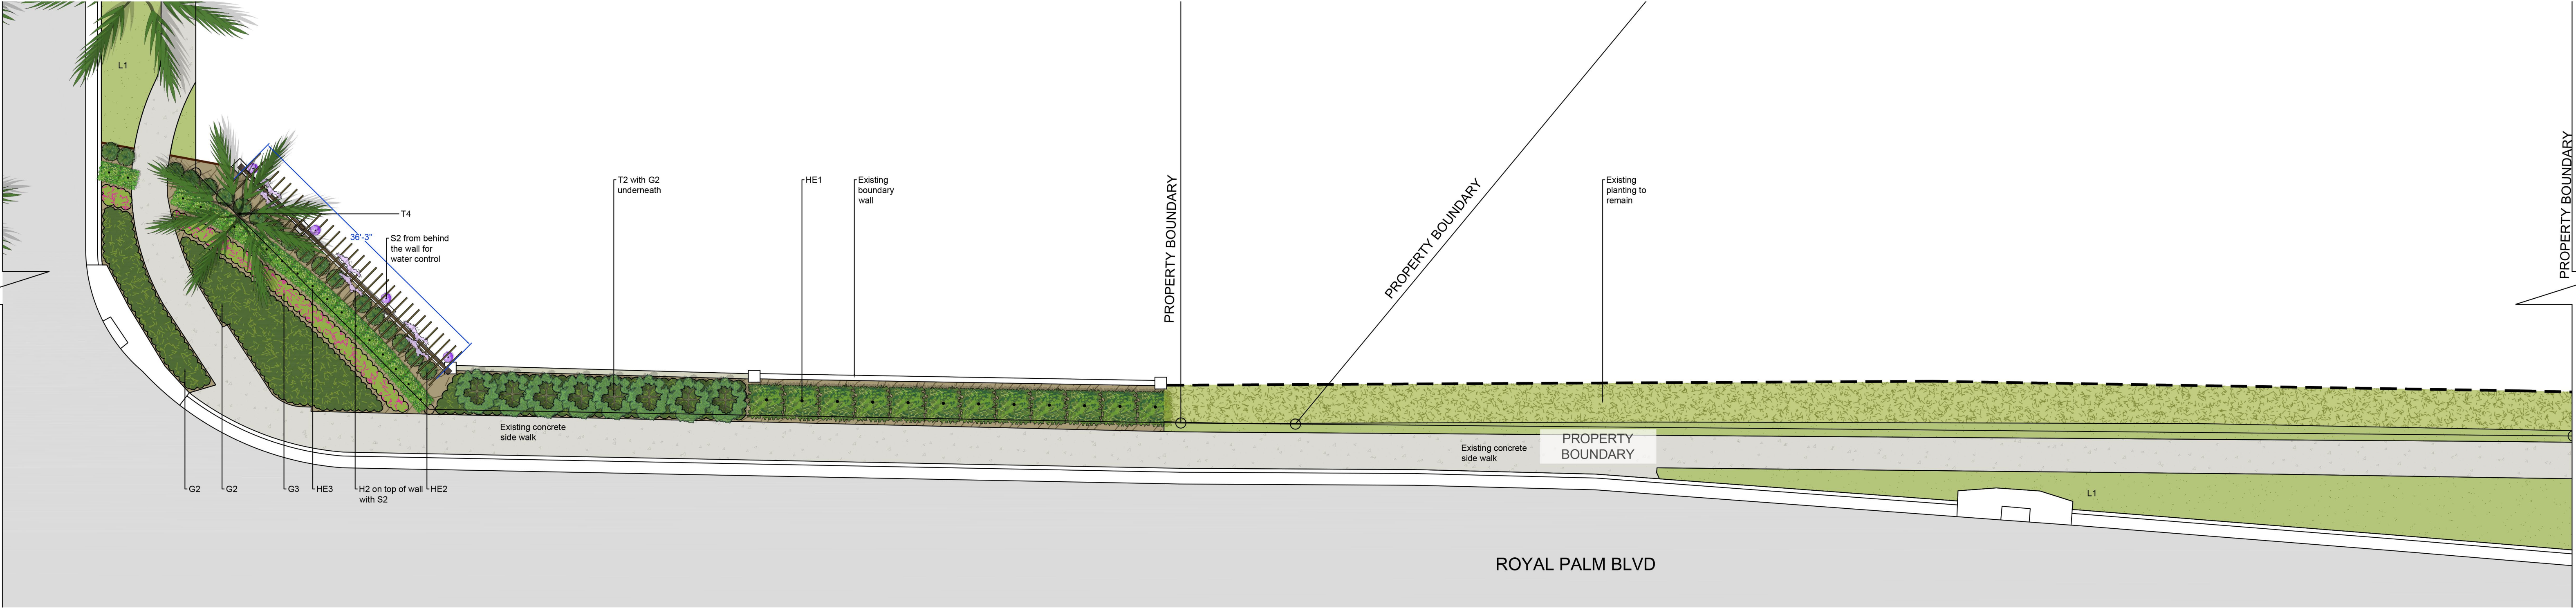 L1
T4
36'-3"
S2 from behind
the wall for
water control
T2 with G2
underneath
HE1
Existing
boundary
wall
PROPERTY BOUNDARY
PROPERTY BOUNDARY
Existing
planting to
remain
PROPERTY BOUNDARY
Existing concrete
side walk
Existing concrete
side walk
PROPERTY
BOUNDARY
G2
G2
G3
HE3
H2 on top of wall
with S2
HE2
L1
ROYAL PALM BLVD